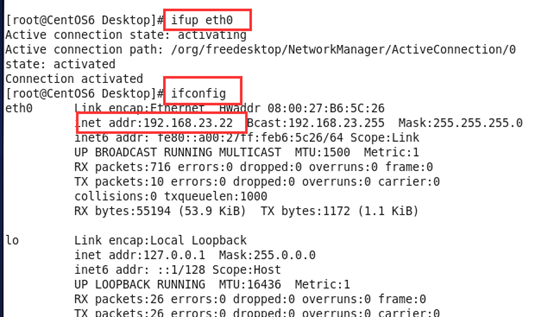 [root@CentOS6 Desktop]# ifup eth0
Active connection state: activating
Active connection path: /org/freedesktop/NetworkManager/ActiveConnection/0
state: activated
Connection activated
[root@CentOS6 Desktop]# ifconfig
eth0 Link encap:Ethernet HWaddr 08:00:27:B6:5C:26
inet addr:192.168.23.22 Bcast:192.168.23.255 Mask:255.255.255.0
inet6 addr: fe80::a00:27ff:feb6:5c26/64 Scope:Link
UP BROADCAST RUNNING MULTICAST MTU:1500 Metric:1
RX packets:716 errors:0 dropped:0 overruns:0 frame:0
TX packets:10 errors:0 dropped:0 overruns:0 carrier:0
collisions:0 txqueuelen:1000
RX bytes:55194 (53.9 KiB) TX bytes:1172 (1.1 KiB)
lo Link encap:Local Loopback
inet addr:127.0.0.1 Mask:255.0.0.0
inet6 addr: ::1/128 Scope:Host
UP LOOPBACK RUNNING MTU:16436 Metric:1
RX packets:26 errors:0 dropped:0 overruns:0 frame:0
TX packets:26 errors:0 dropped:0 overruns:0 carrier:0